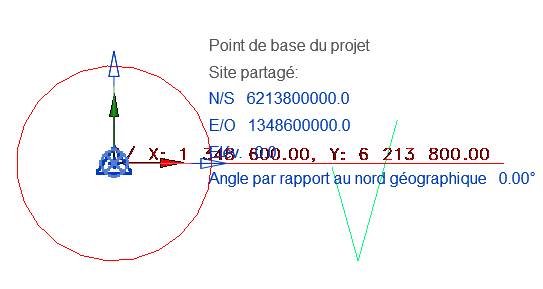 Point de base du projet
Site partagé:
N/S 6213800000.0
E/O 1348600000.0
Elev. 0.0
X: 1 348 600.00, Y: 6 213 800.00
Angle par rapport au nord géographique 0.00°